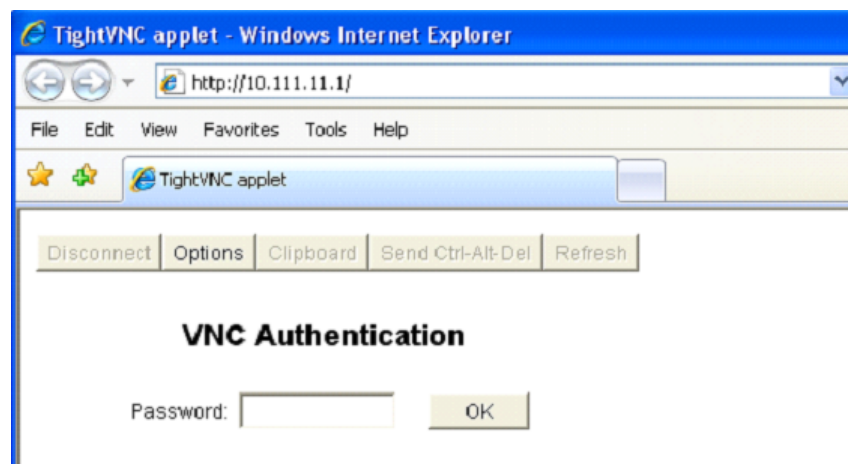 TightVNC applet - Windows Internet Explorer
http://10.111.11.1/
File Edit View Favorites Tools Help
TightVNC applet
Disconnect Options Clipboard Send Ctrl-Alt-Del Refresh
VNC Authentication
Password: OK